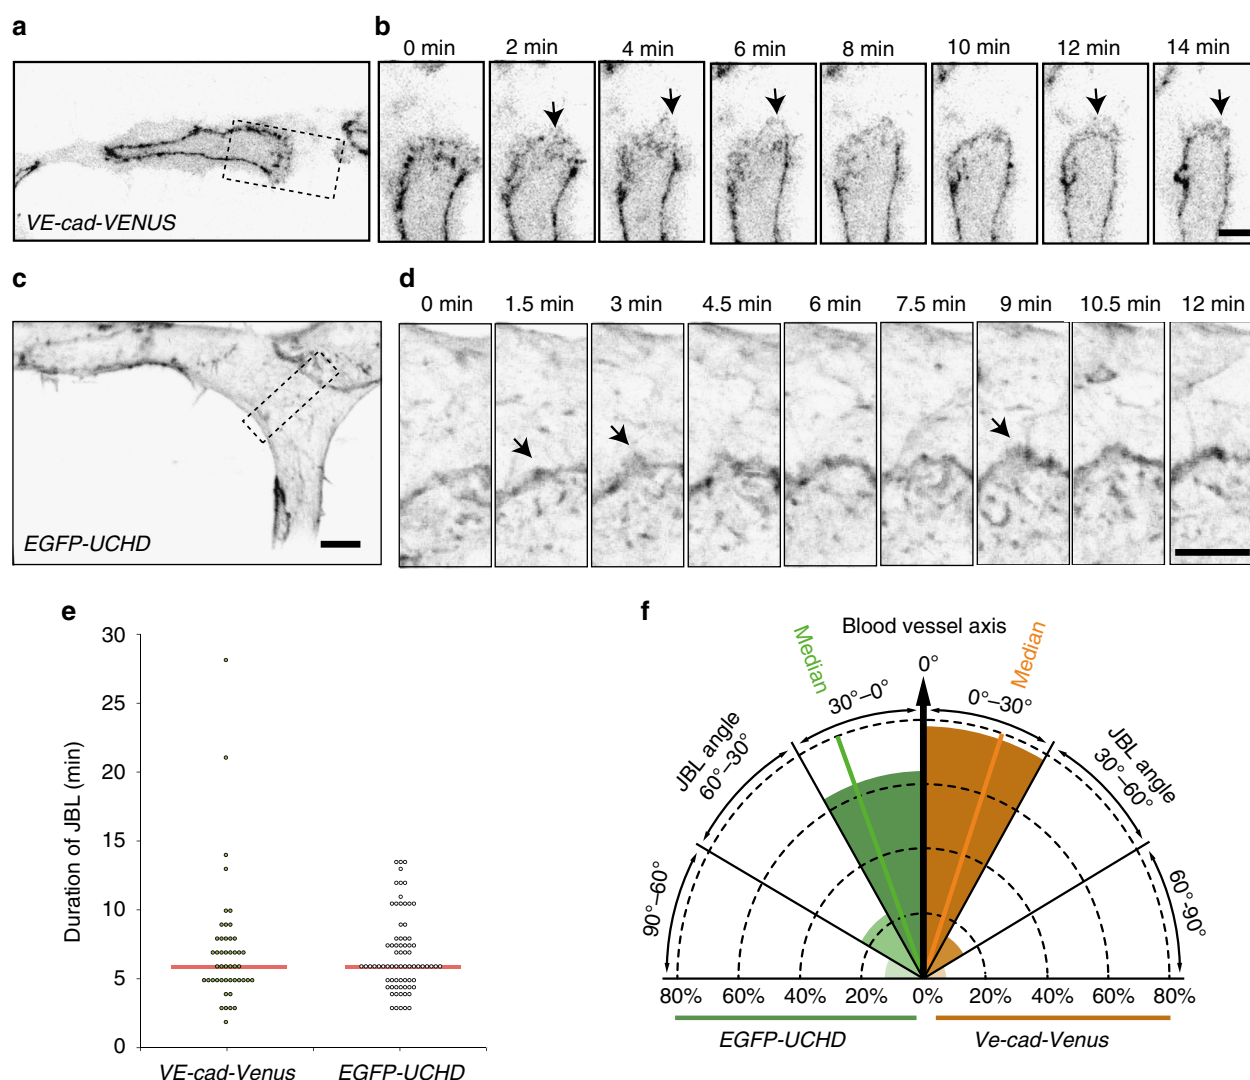 a
VE-cad-VENUS
b
0 min 2 min 4 min 6 min 8 min 10 min 12 min 14 min
c
EGFP-UCHD
d
0 min 1.5 min 3 min 4.5 min 6 min 7.5 min 9 min 10.5 min 12 min
e
Duration of JBL (min)
30
25
20
15
10
5
0
VE-cad-Venus EGFP-UCHD
f
Blood vessel axis
Median
Median
0°
30°–0°
0°–30°
JBL angle
60°–30°
JBL angle
30°–60°
90°–60°
60°-90°
80% 60% 40% 20% 0% 20% 40% 60% 80%
EGFP-UCHD Ve-cad-Venus